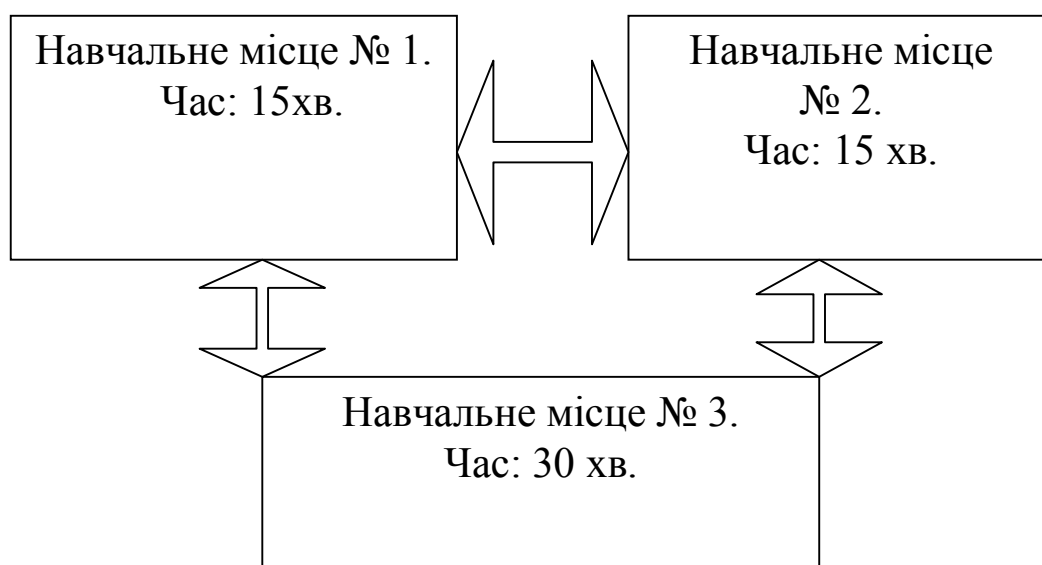 Навчальне місце № 1.
Час: 15хв.
Навчальне місце
№ 2.
Час: 15 хв.
Навчальне місце № 3.
Час: 30 хв.